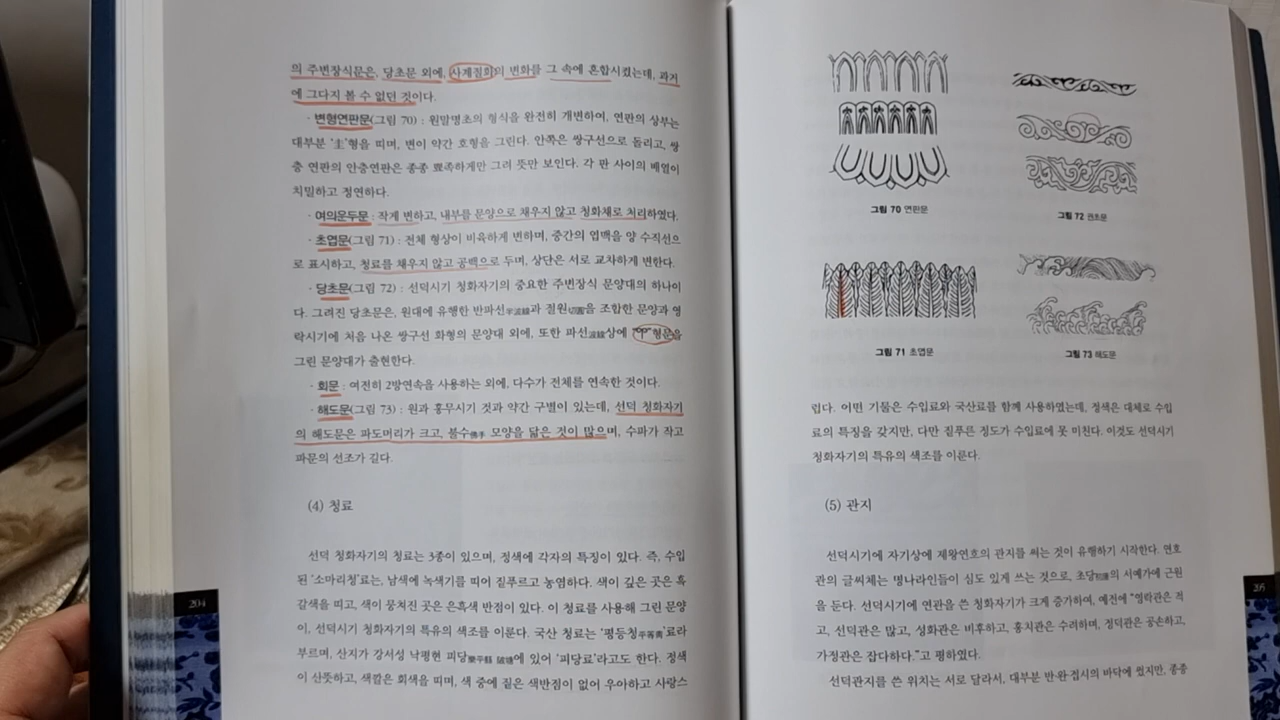 의 주변장식문은, 당초문 외에, 사계절화의 변화를 그 속에 혼합시켰는데, 과거
에 그다지 볼 수 없던 것이다.
· 변형연판문(그림 70) : 원말명초의 형식을 완전히 개변하여, 연판의 상부는
대부분 '圭'형을 띠며, 변이 약간 호형을 그린다. 안쪽은 쌍구선으로 돌리고, 쌍
층 연판의 안층연판은 종종 뾰족하게만 그려 뜻만 보인다. 각 판 사이의 배열이
치밀하고 정연하다.
· 여의운두문 : 작게 변하고, 내부를 문양으로 채우지 않고 청화채로 처리하였다.
· 초엽문(그림 71) : 전체 형상이 비육하게 변하며, 중간의 엽맥을 양 수직선으
로 표시하고, 청료를 채우지 않고 공백으로 두며, 상단은 서로 교차하게 변한다.
· 당초문(그림 72) : 선덕시기 청화자기의 중요한 주변장식 문양대의 하나이
다. 그려진 당초문은, 원대에 유행한 반파선半波線과 절원切圓을 조합한 문양과 영
락시기에 처음 나온 쌍구선 화형의 문양대 외에, 또한 파선波線상에 형문을
그린 문양대가 출현한다.
· 회문 : 여전히 2방연속을 사용하는 외에, 다수가 전체를 연속한 것이다.
· 해도문(그림 73) : 원과 홍무시기 것과 약간 구별이 있는데, 선덕 청화자기
의 해도문은 파도머리가 크고, 불수佛手 모양을 닮은 것이 많으며, 수파가 작고
파문의 선조가 길다.
(4) 청료
선덕 청화자기의 청료는 3종이 있으며, 정색에 각자의 특징이 있다. 즉, 수입
된 '소마리청'료는, 남색에 녹색기를 띠어 짙푸르고 농염하다. 색이 깊은 곳은 흑
갈색을 띠고, 색이 뭉쳐진 곳은 은흑색 반점이 있다. 이 청료를 사용해 그린 문양
이, 선덕시기 청화자기의 특유의 색조를 이룬다. 국산 청료는 '평등청平等靑'료라
부르며, 산지가 강서성 낙평현 피당樂平縣 陂塘에 있어 '피당료'라고도 한다. 정색
이 산뜻하고, 색깔은 회색을 띠며, 색 중에 짙은 색반점이 없어 우아하고 사랑스
204
그림 70 연판문
그림 72 권초문
그림 71 초엽문
그림 73 해도문
럽다. 어떤 기물은 수입료와 국산료를 함께 사용하였는데, 정색은 대체로 수입
료의 특징을 갖지만, 다만 짙푸른 정도가 수입료에 못 미친다. 이것도 선덕시기
청화자기의 특유의 색조를 이룬다.
(5) 관지
선덕시기에 자기상에 제왕연호의 관지를 써는 것이 유행하기 시작한다. 연호
관의 글씨체는 명나라인들이 심도 있게 쓰는 것으로, 초당初唐의 서예가에 근원
을 둔다. 선덕시기에 연관을 쓴 청화자기가 크게 증가하여, 예전에 "영락관은 적
고, 선덕관은 많고, 성화관은 비후하고, 홍치관은 수려하며, 정덕관은 공손하고,
가정관은 잡다하다."고 평하였다.
선덕관지를 쓴 위치는 서로 달라서, 대부분 반·완·접시의 바닥에 썼지만, 종종
205